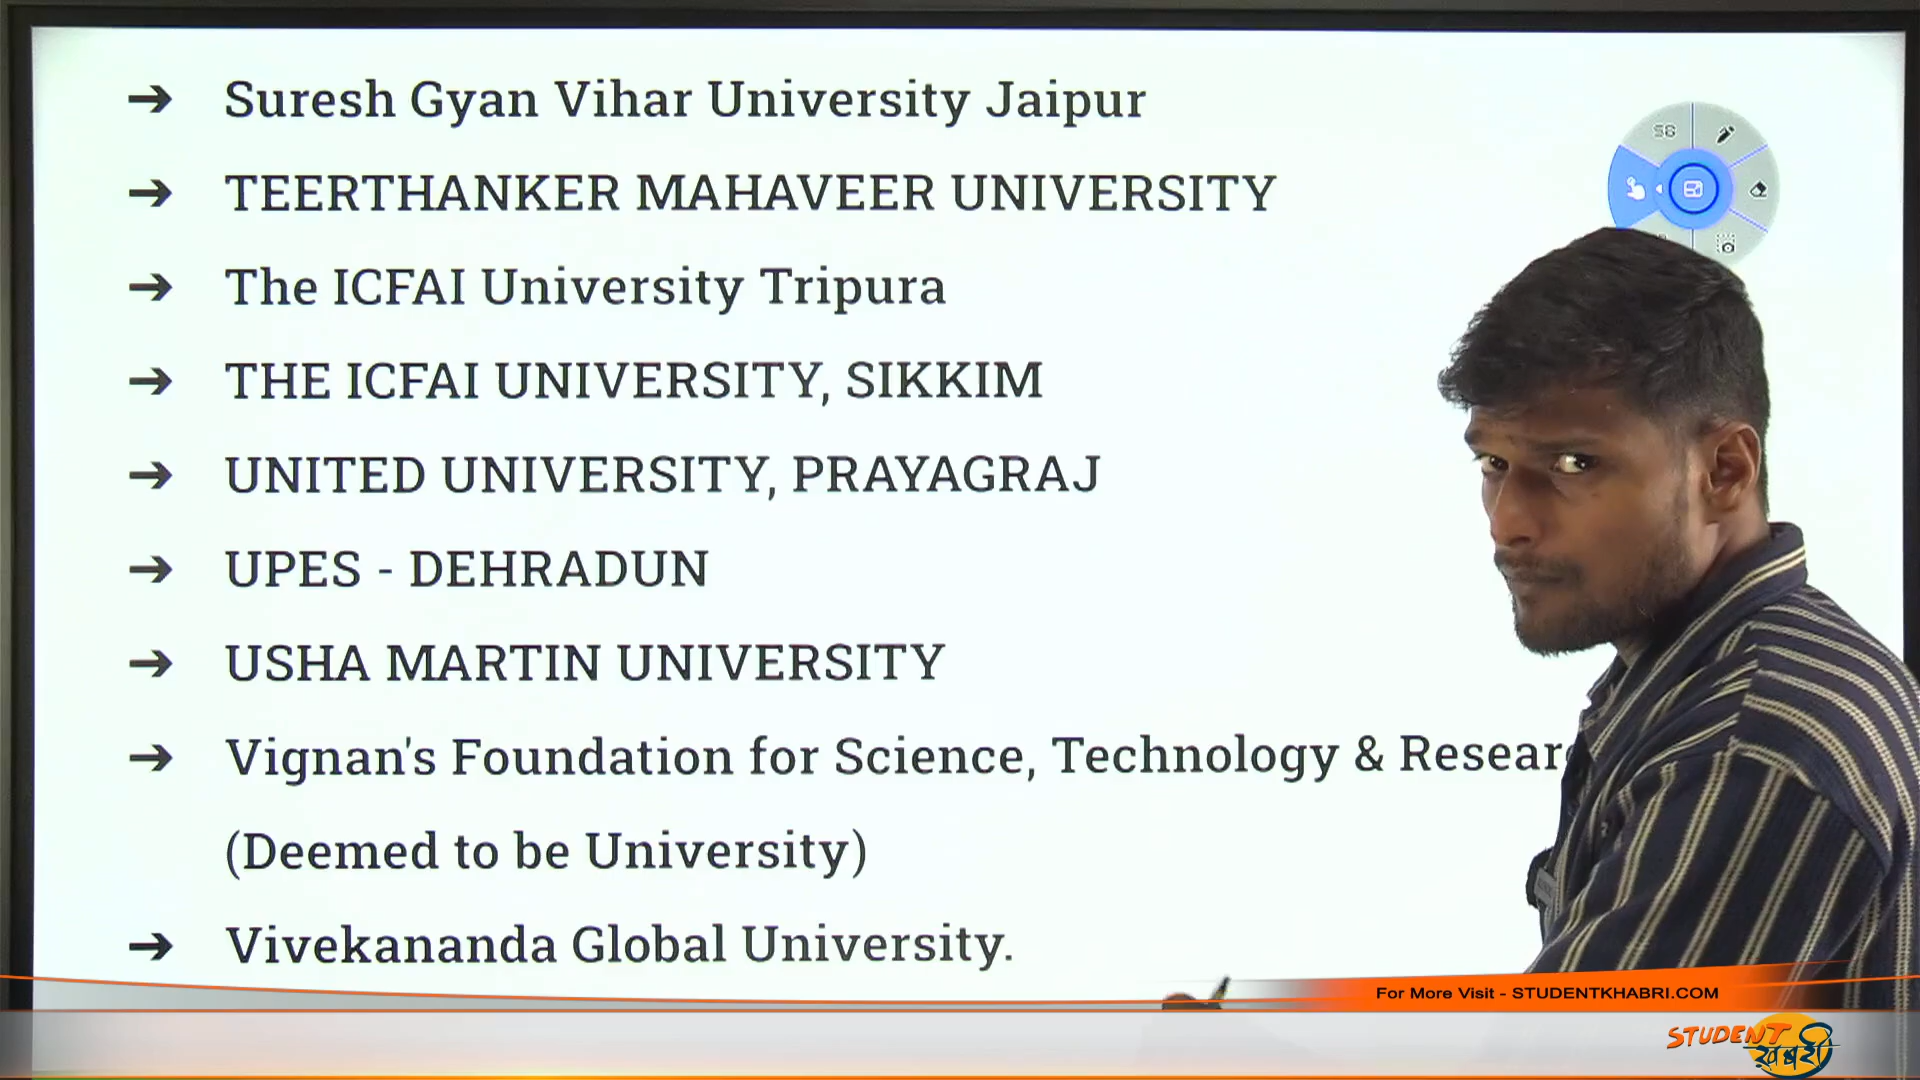 ➔ Suresh Gyan Vihar University Jaipur
➔ TEERTHANKER MAHAVEER UNIVERSITY
➔ The ICFAI University Tripura
➔ THE ICFAI UNIVERSITY, SIKKIM
➔ UNITED UNIVERSITY, PRAYAGRAJ
➔ UPES - DEHRADUN
➔ USHA MARTIN UNIVERSITY
➔ Vignan's Foundation for Science, Technology &
(Deemed to be University)
➔ Vivekananda Global University.
For More Visit - STUDENTKHABRI.COM
STUDENT
ख़बरी